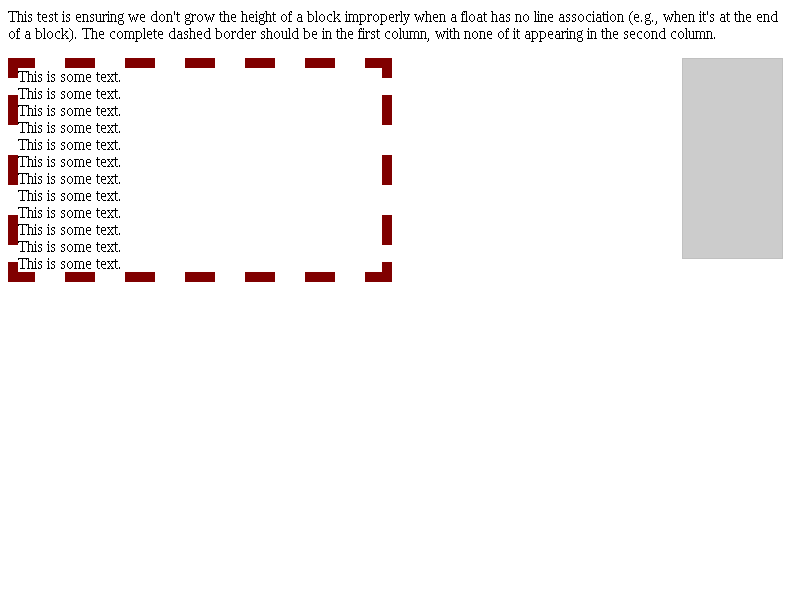 This test is ensuring we don't grow the height of a block improperly when a float has no line association (e.g., when it's at the end
of a block). The complete dashed border should be in the first column, with none of it appearing in the second column.
This is some text.
This is some text.
This is some text.
This is some text.
This is some text.
This is some text.
This is some text.
This is some text.
This is some text.
This is some text.
This is some text.
This is some text.